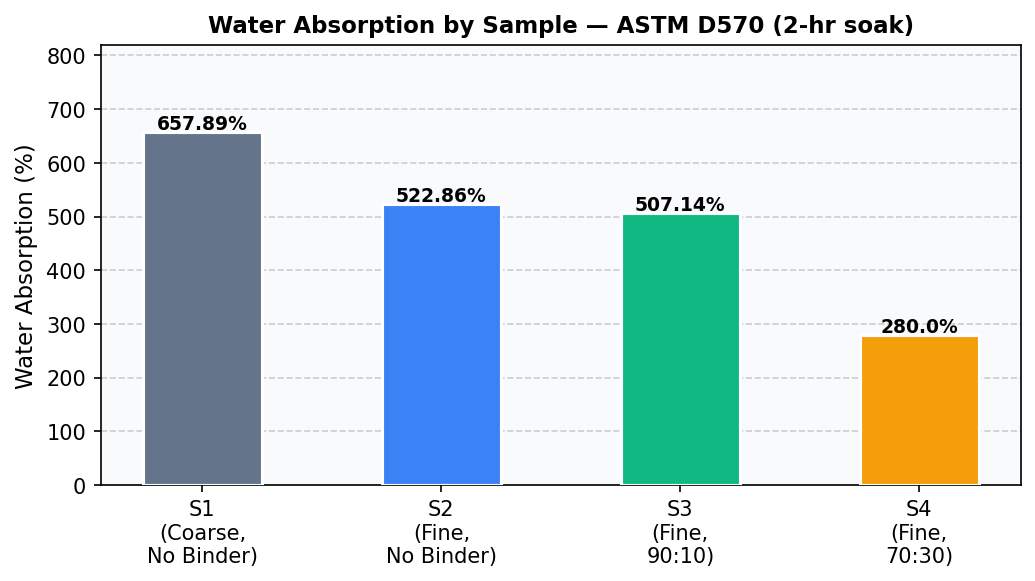 Water Absorption by Sample — ASTM D570 (2-hr soak)
Water Absorption (%)
800
700
600
500
400
300
200
100
0
657.89%
522.86%
507.14%
280.0%
S1
(Coarse,
No Binder)
S2
(Fine,
No Binder)
S3
(Fine,
90:10)
S4
(Fine,
70:30)